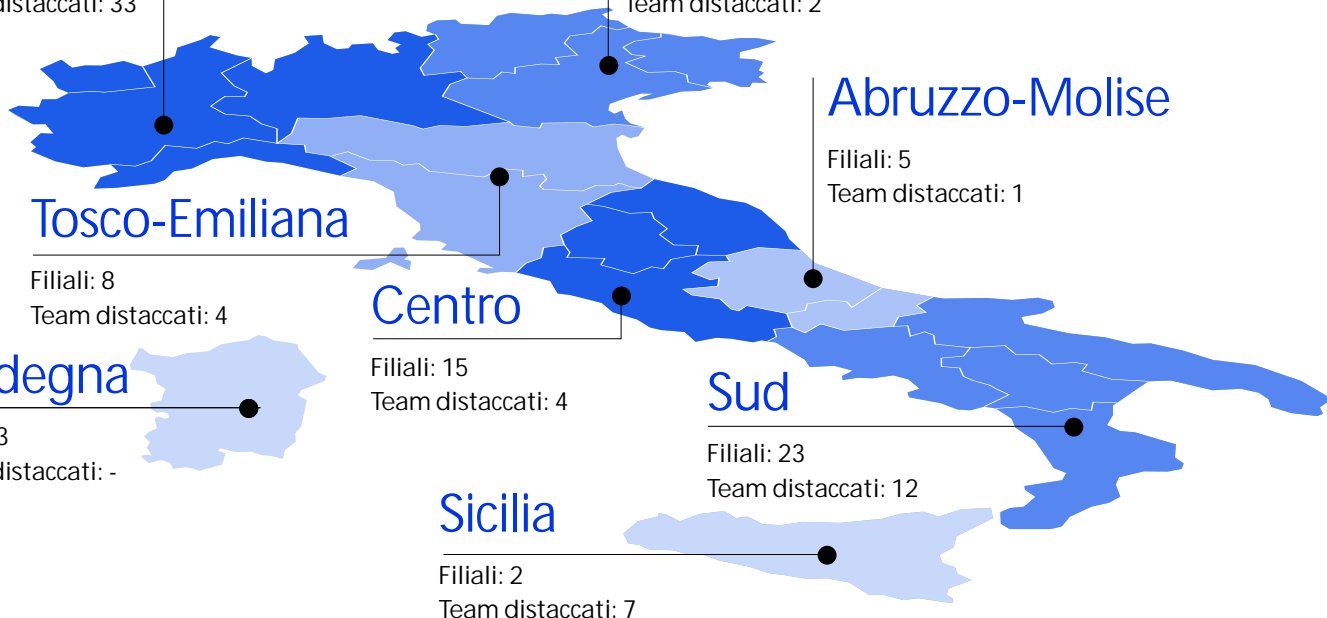 distaccati: 33
Team distaccati: 2
Abruzzo-Molise
Filiali: 5
Team distaccati: 1
Tosco-Emiliana
Filiali: 8
Team distaccati: 4
Centro
Filiali: 15
Team distaccati: 4
degna
3
distaccati: -
Sud
Filiali: 23
Team distaccati: 12
Sicilia
Filiali: 2
Team distaccati: 7